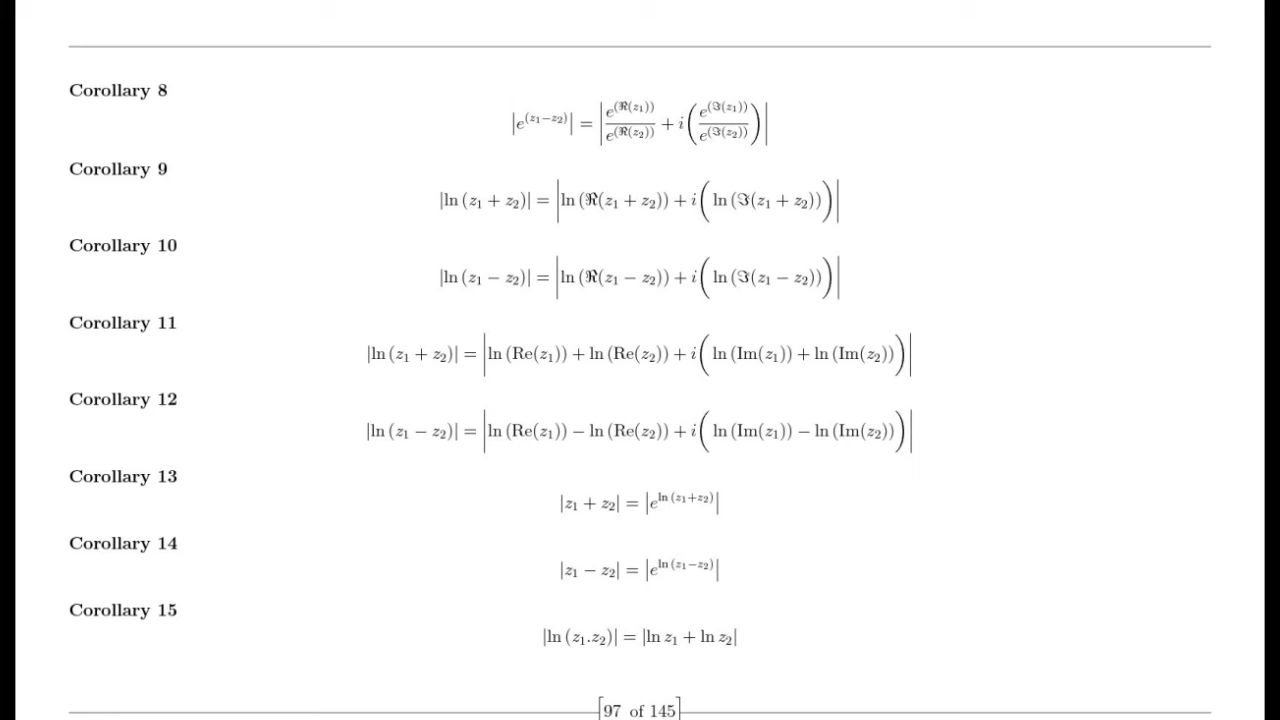 Corollary 8
|e^{(z₁−z₂)}| = |e^{(ℜ(z₁))}/e^{(ℜ(z₂))} + i(e^{(ℑ(z₁))}/e^{(ℑ(z₂))})|
Corollary 9
|ln (z₁ + z₂)| = |ln (ℜ(z₁ + z₂)) + i( ln (ℑ(z₁ + z₂)))|
Corollary 10
|ln (z₁ − z₂)| = |ln (ℜ(z₁ − z₂)) + i( ln (ℑ(z₁ − z₂)))|
Corollary 11
|ln (z₁ + z₂)| = |ln (Re(z₁)) + ln (Re(z₂)) + i( ln (Im(z₁)) + ln (Im(z₂)))|
Corollary 12
|ln (z₁ − z₂)| = |ln (Re(z₁)) − ln (Re(z₂)) + i( ln (Im(z₁)) − ln (Im(z₂)))|
Corollary 13
|z₁ + z₂| = |e^{ln (z₁+z₂)}|
Corollary 14
|z₁ − z₂| = |e^{ln (z₁−z₂)}|
Corollary 15
|ln (z₁.z₂)| = |ln z₁ + ln z₂|
[97 of 145]